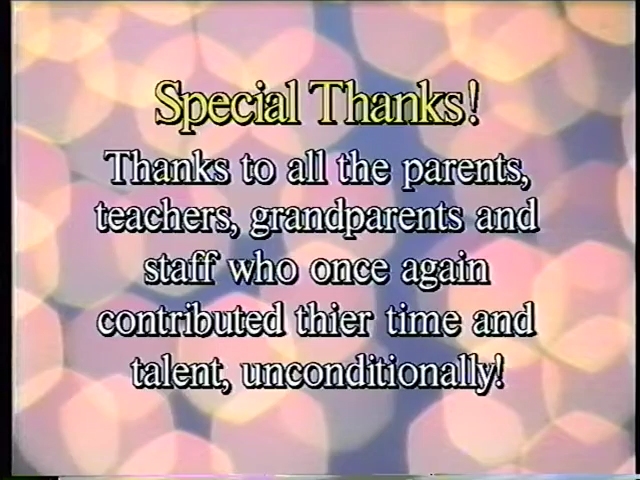 Special Thanks!
Thanks to all the parents,
teachers, grandparents and
staff who once again
contributed thier time and
talent, unconditionally!